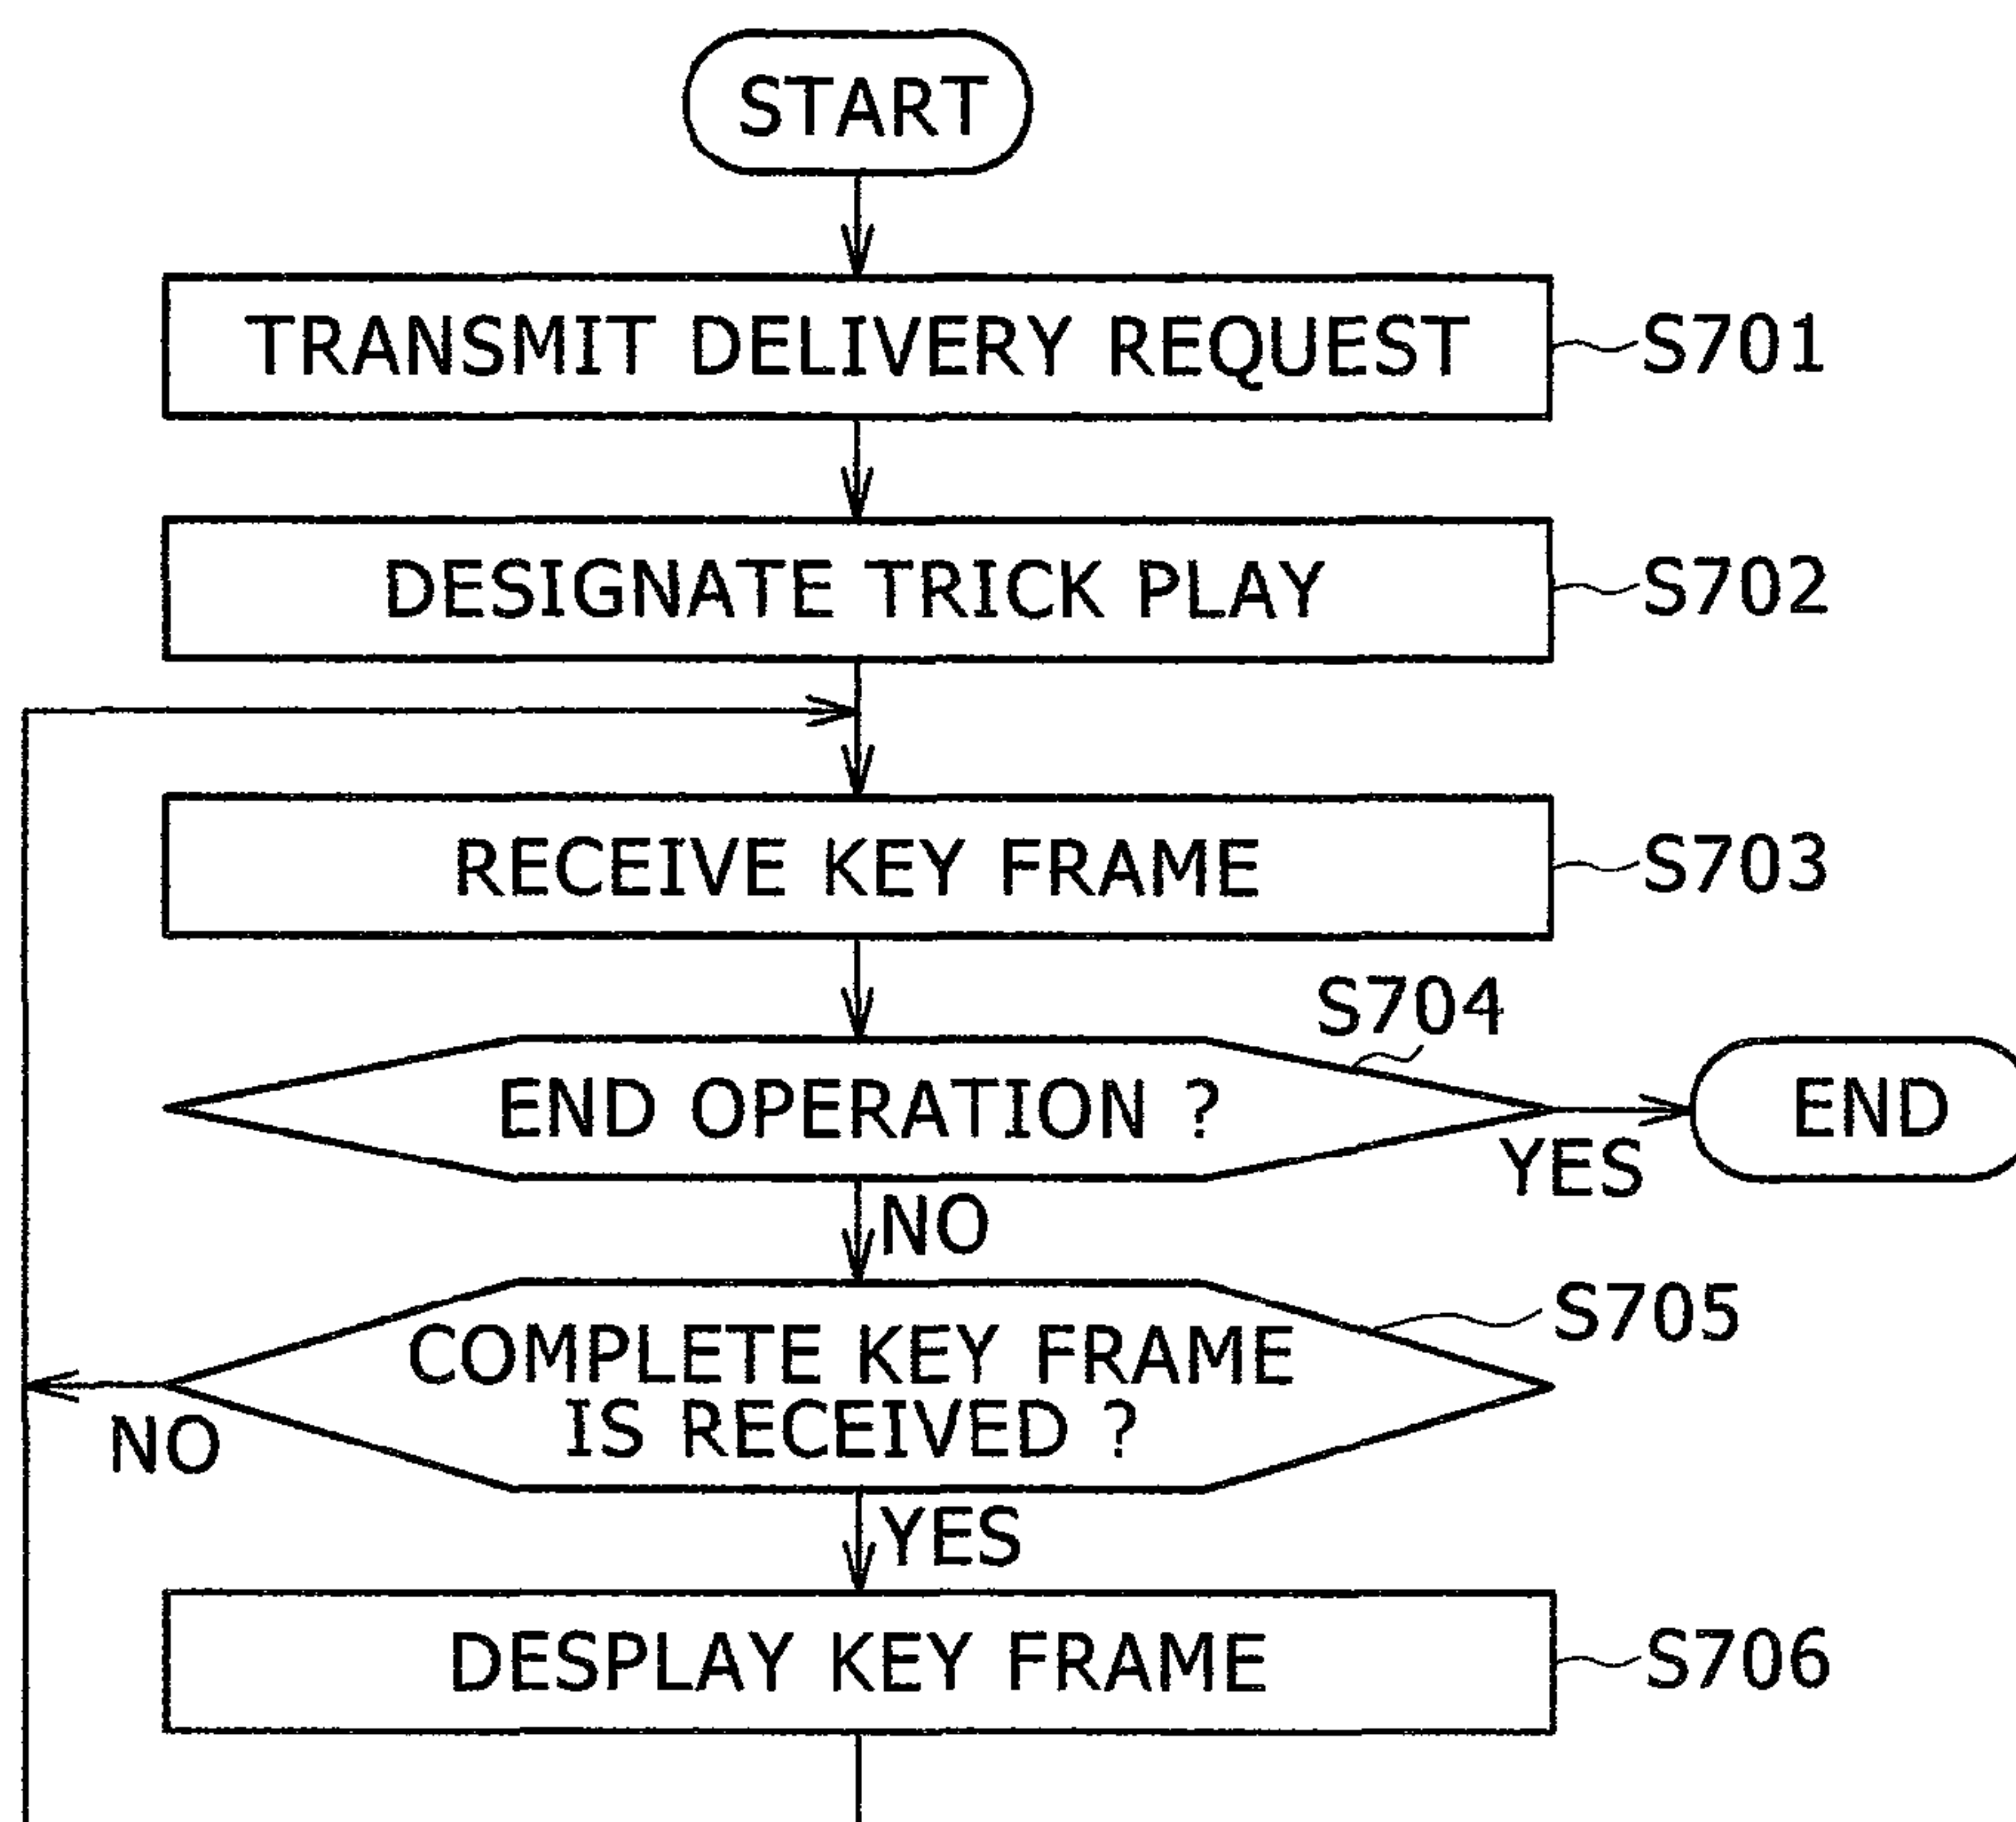 START
TRANSMIT DELIVERY REQUEST
S701
DESIGNATE TRICK PLAY
S702
RECEIVE KEY FRAME
S703
S704
END OPERATION ?
END
YES
NO
S705
COMPLETE KEY FRAME
IS RECEIVED ?
NO
YES
DESPLAY KEY FRAME
S706